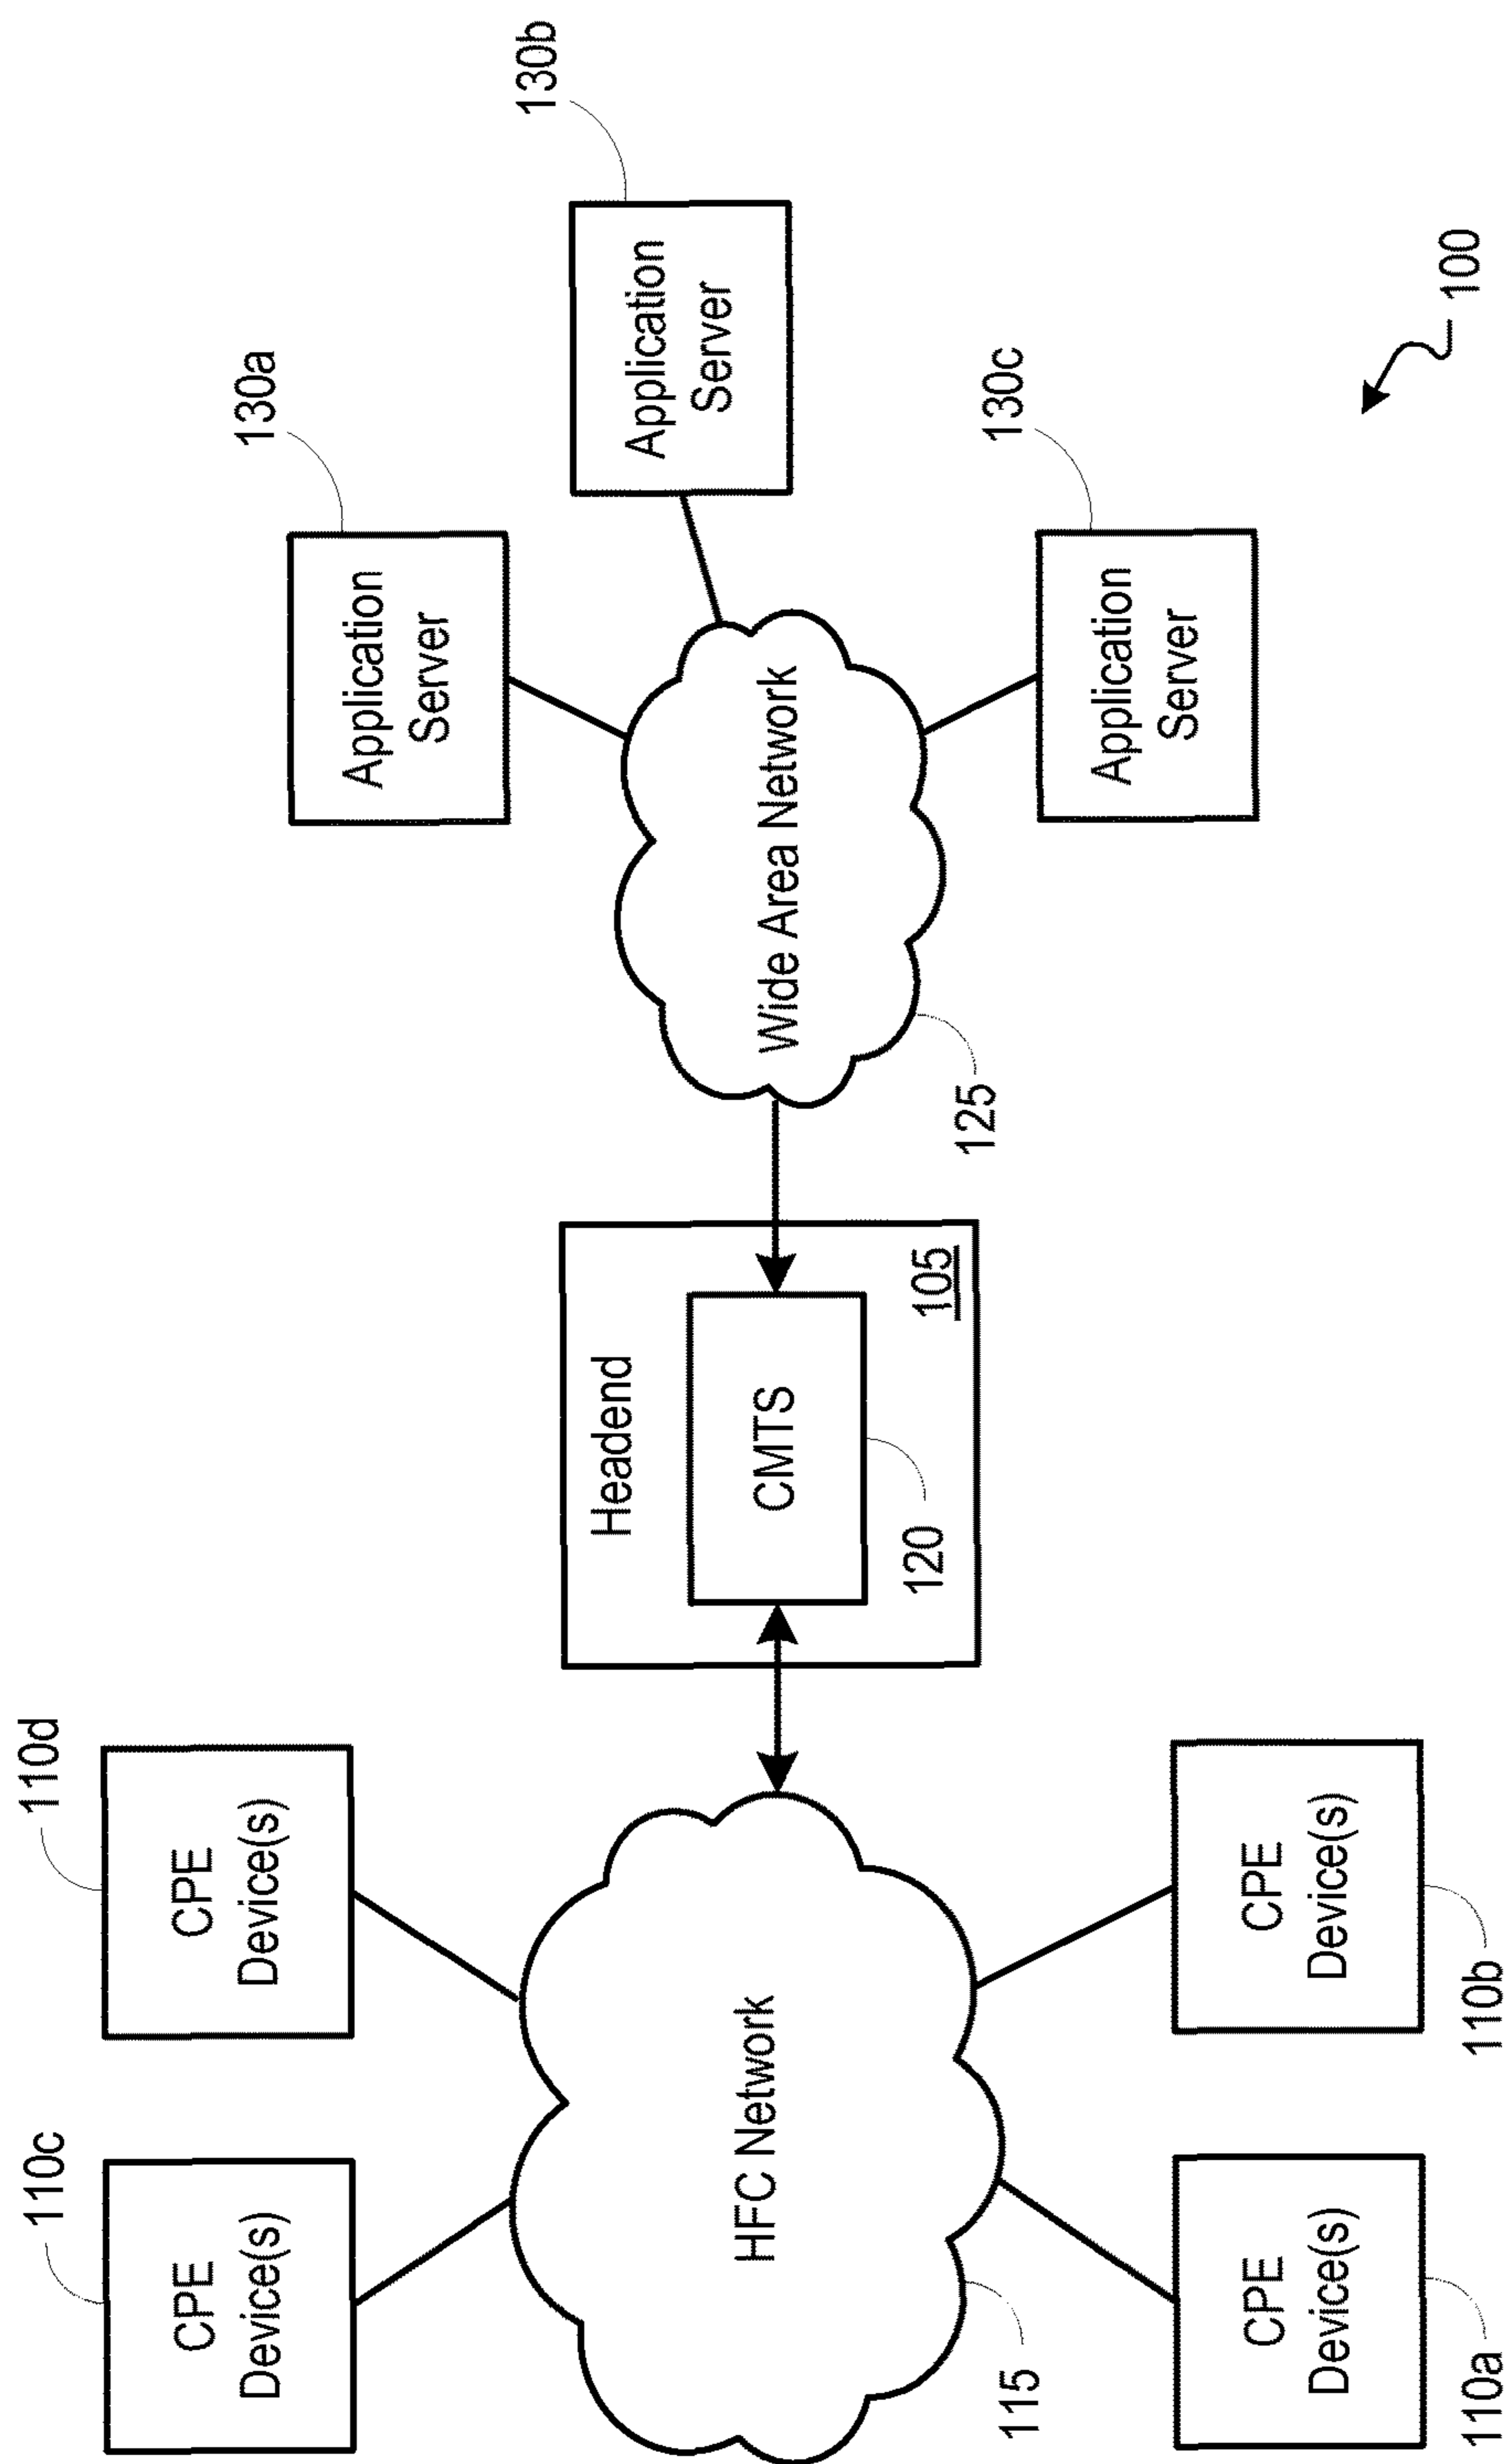 110c
CPE
Device(s)
110d
CPE
Device(s)
HFC Network
115
CPE
Device(s)
110a
CPE
Device(s)
110b
Headend
CMTS
120
105
130a
Application
Server
130b
Application
Server
Wide Area Network
125
130c
Application
Server
100